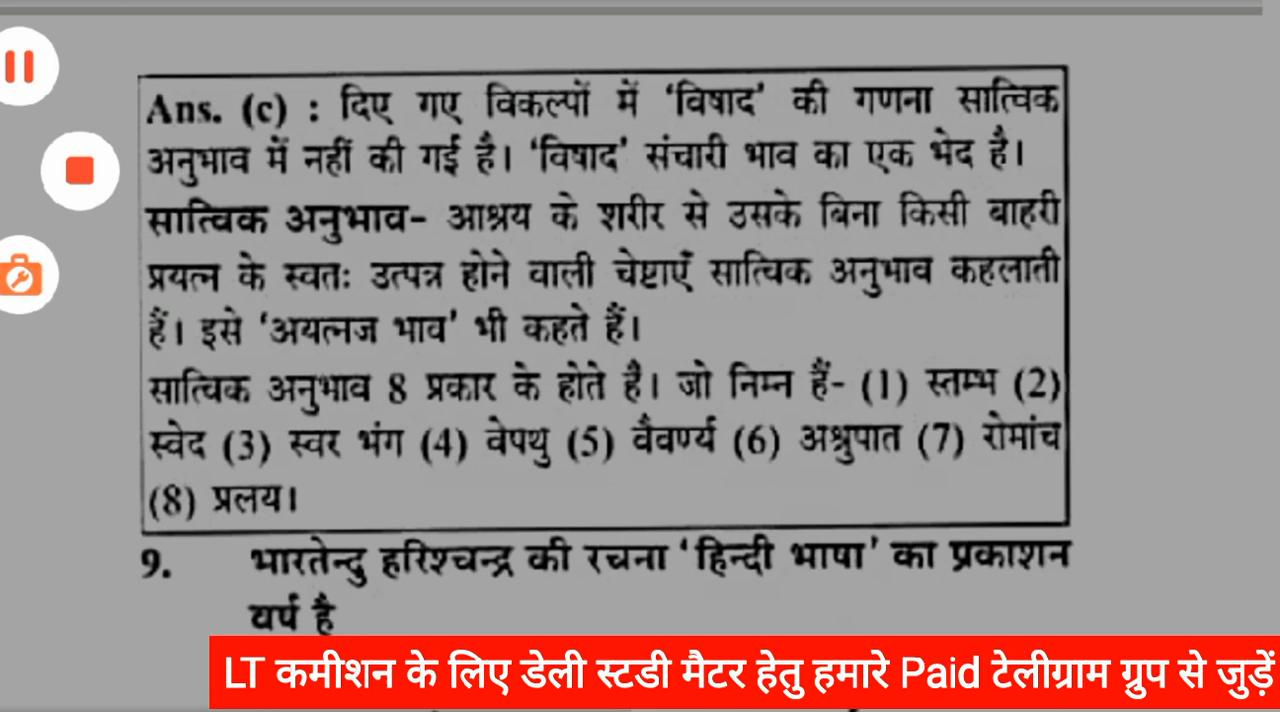 Ans. (c) : दिए गए विकल्पों में 'विषाद' की गणना सात्विक
अनुभाव में नहीं की गई है। 'विषाद' संचारी भाव का एक भेद है।
सात्विक अनुभाव- आश्रय के शरीर से उसके बिना किसी बाहरी
प्रयत्न के स्वतः उत्पन्न होने वाली चेष्टाएँ सात्विक अनुभाव कहलाती
हैं। इसे 'अयत्नज भाव' भी कहते हैं।
सात्विक अनुभाव 8 प्रकार के होते है। जो निम्न हैं- (1) स्तम्भ (2)
स्वेद (3) स्वर भंग (4) वेपथु (5) वैवर्ण्य (6) अश्रुपात (7) रोमांच
(8) प्रलय।
9. भारतेन्दु हरिश्चन्द्र की रचना 'हिन्दी भाषा' का प्रकाशन
वर्ष है
LT कमीशन के लिए डेली स्टडी मैटर हेतु हमारे Paid टेलीग्राम ग्रुप से जुड़ें